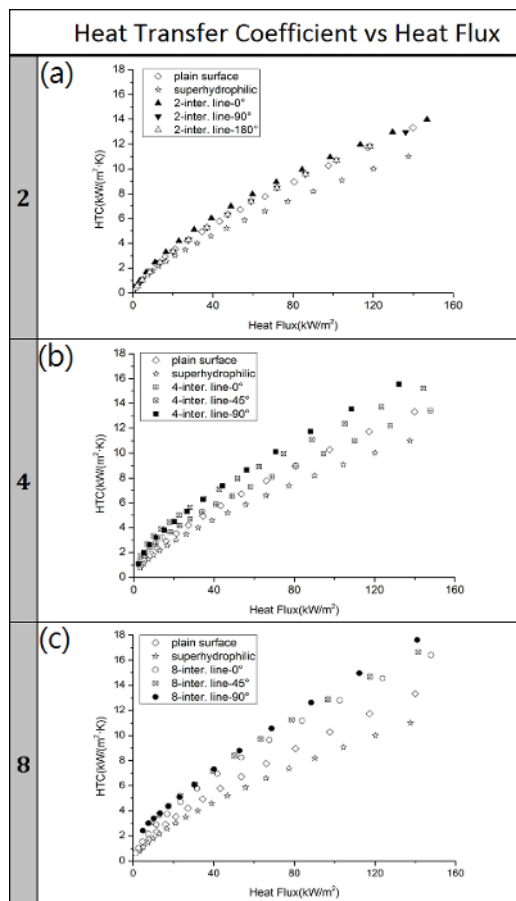 Heat Transfer Coefficient vs Heat Flux
2
(a)
plain surface
superhydrophilic
2-inter. line-0°
2-inter. line-90°
2-inter. line-180°
18
16
14
12
10
8
6
4
2
0
HTC(kW/(m²·K))
0 40 80 120 160
Heat Flux(kW/m²)
4
(b)
plain surface
superhydrophilic
4-inter. line-0°
4-inter. line-45°
4-inter. line-90°
18
16
14
12
10
8
6
4
2
0
HTC(kW/(m²·K))
0 40 80 120 160
Heat Flux(kW/m²)
8
(c)
plain surface
superhydrophilic
8-inter. line-0°
8-inter. line-45°
8-inter. line-90°
18
16
14
12
10
8
6
4
2
0
HTC(kW/(m²·K))
0 40 80 120 160
Heat Flux(kW/m²)